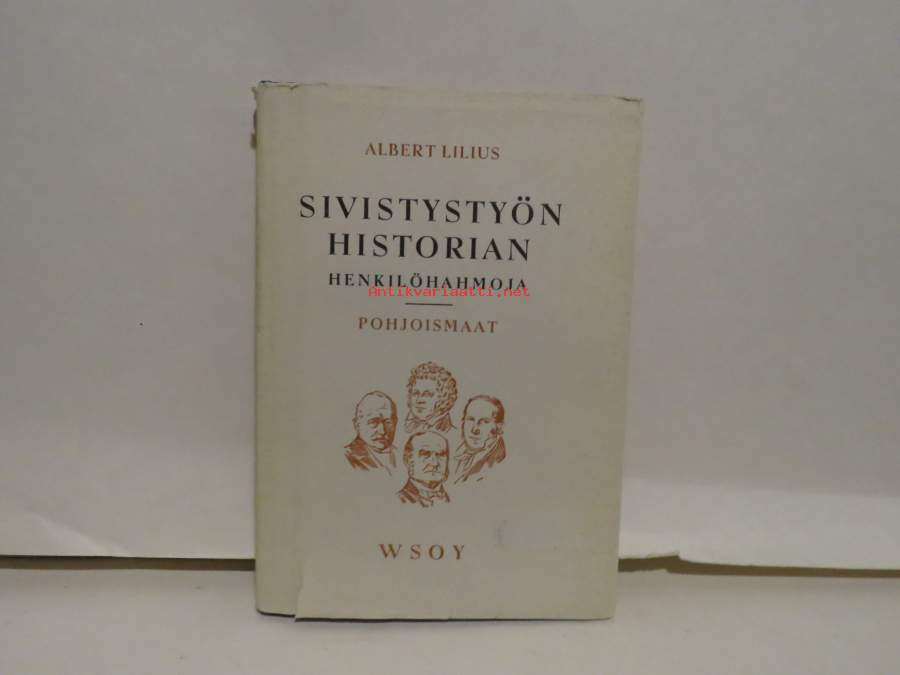 ALBERT LILIUS
SIVISTYSTYÖN
HISTORIAN
HENKILÖHAHMOJA
Antikvariaatti.net
POHJOISMAAT
WSOY